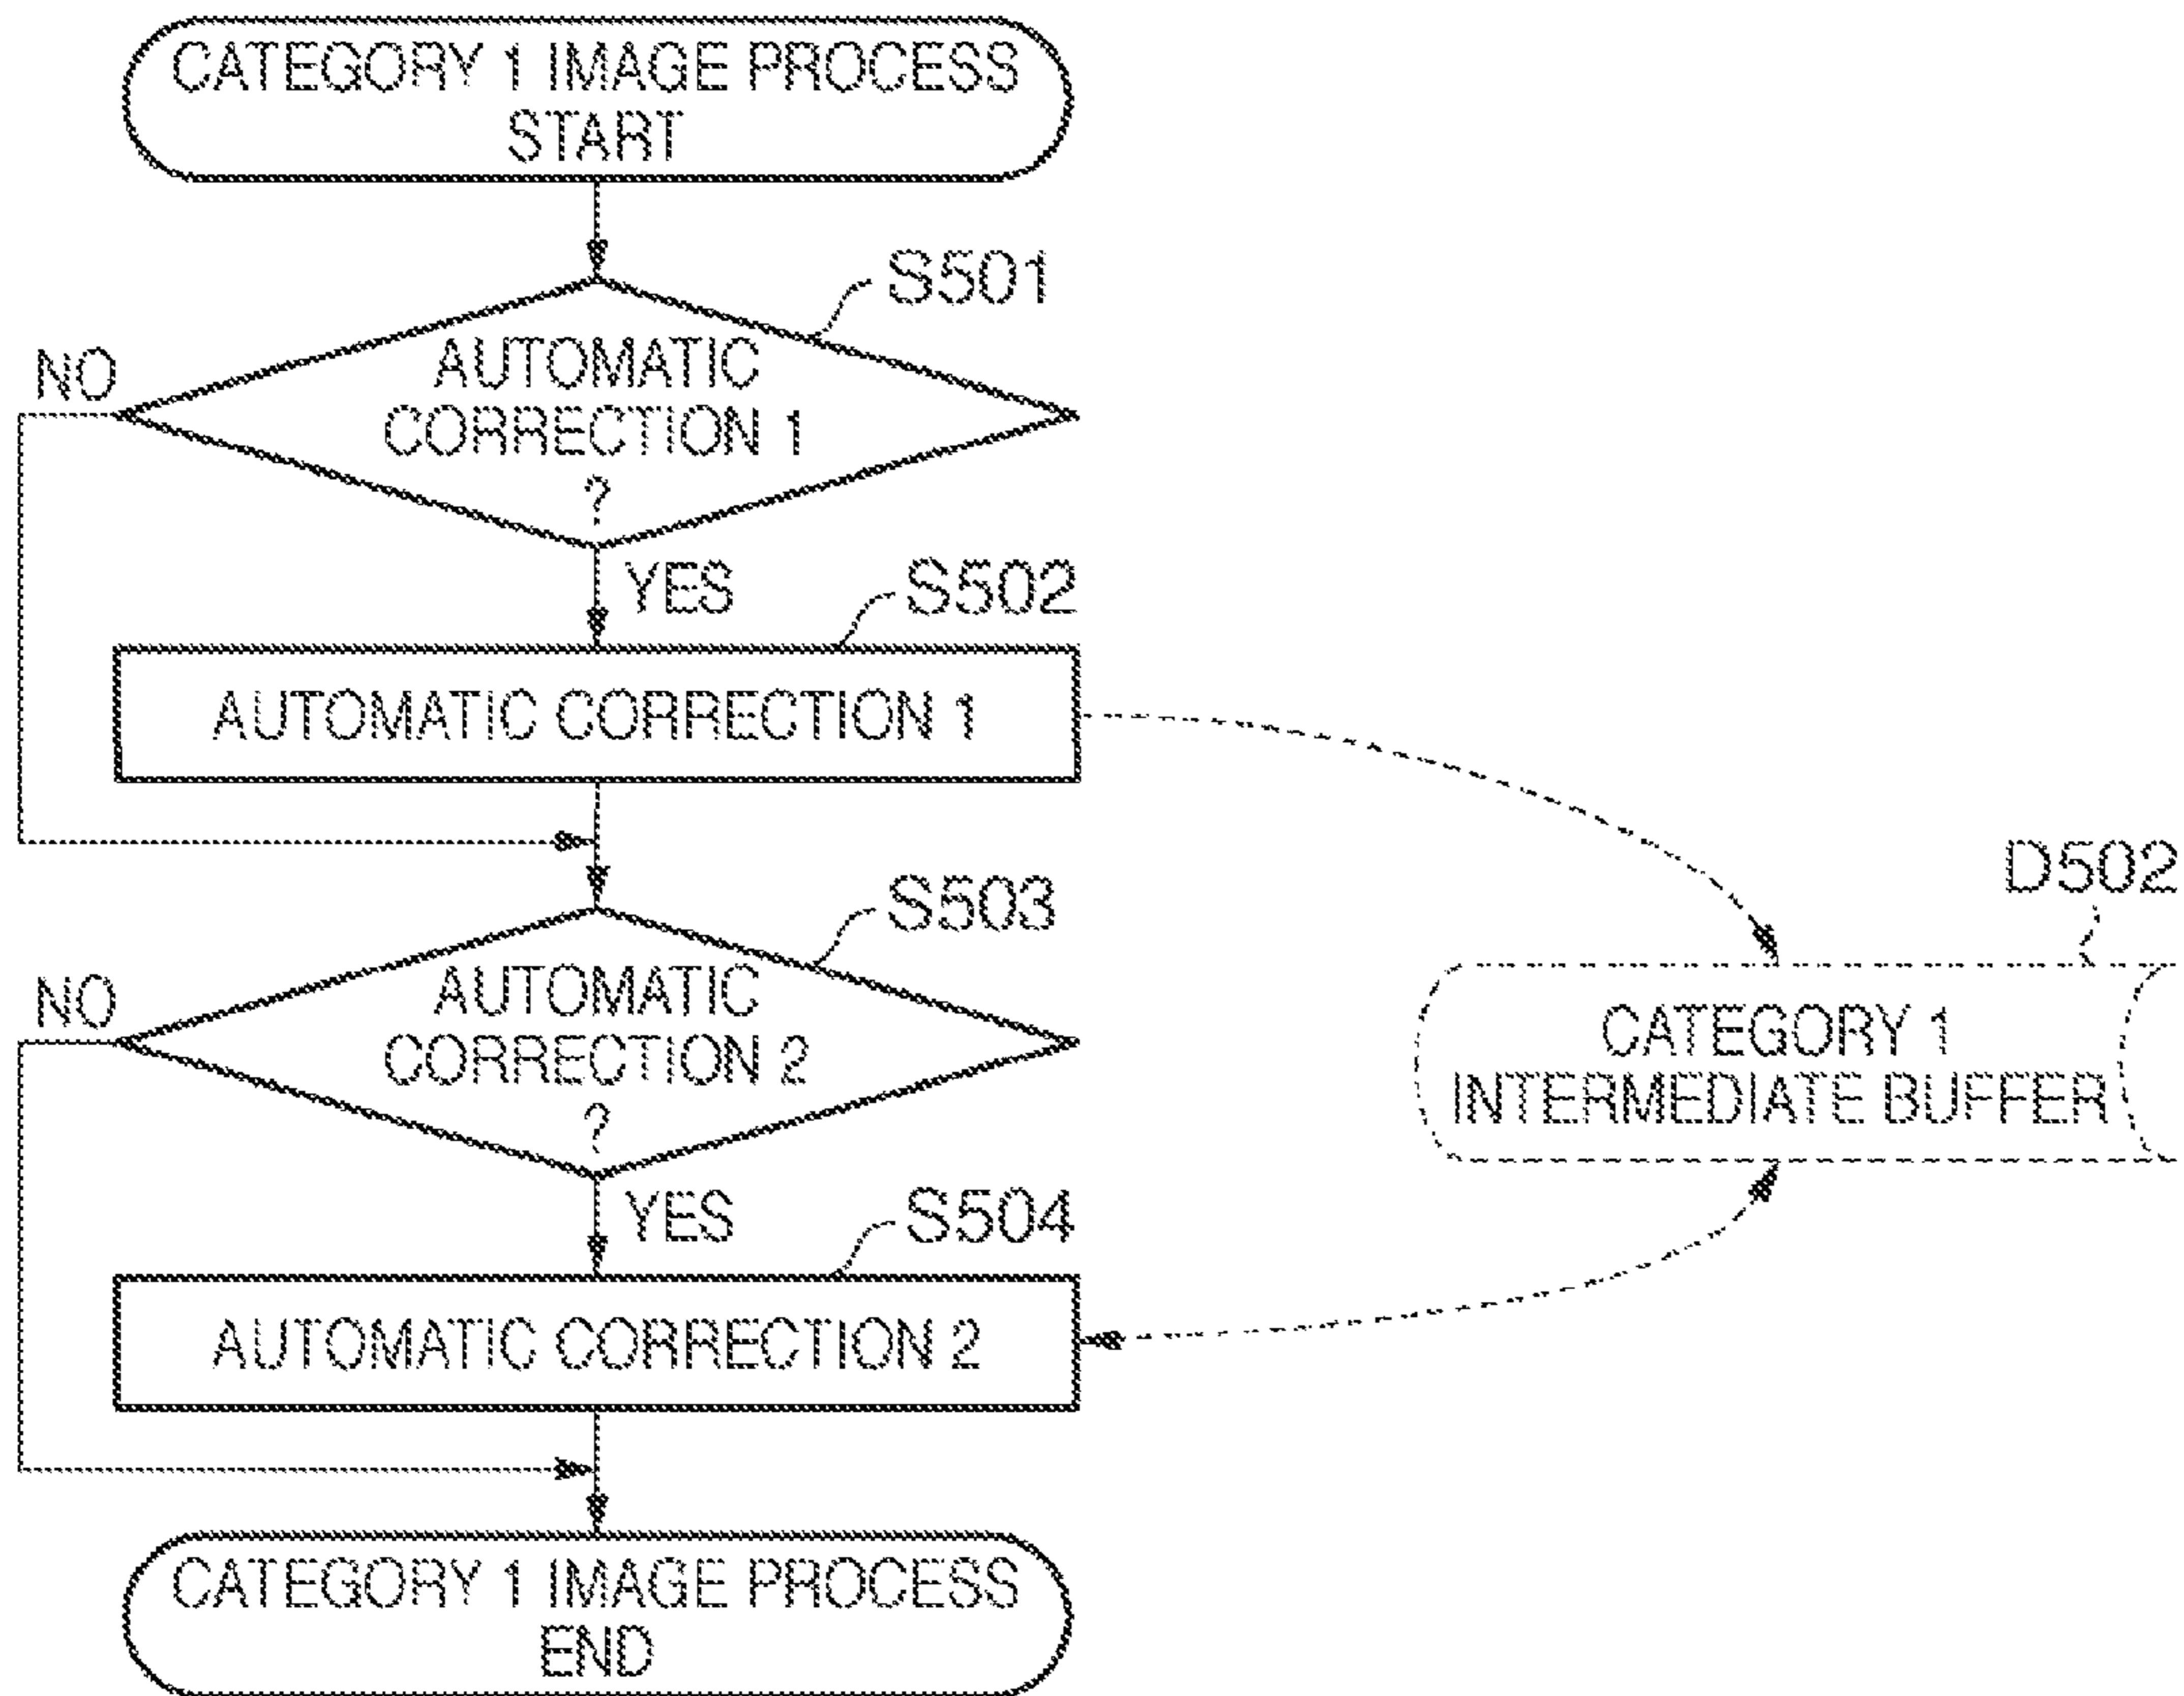 CATEGORY 1 IMAGE PROCESS
START
S501
NO
AUTOMATIC
CORRECTION 1
?
YES
S502
AUTOMATIC CORRECTION 1
S503
D502
NO
AUTOMATIC
CORRECTION 2
?
CATEGORY 1
INTERMEDIATE BUFFER
YES
S504
AUTOMATIC CORRECTION 2
CATEGORY 1 IMAGE PROCESS
END